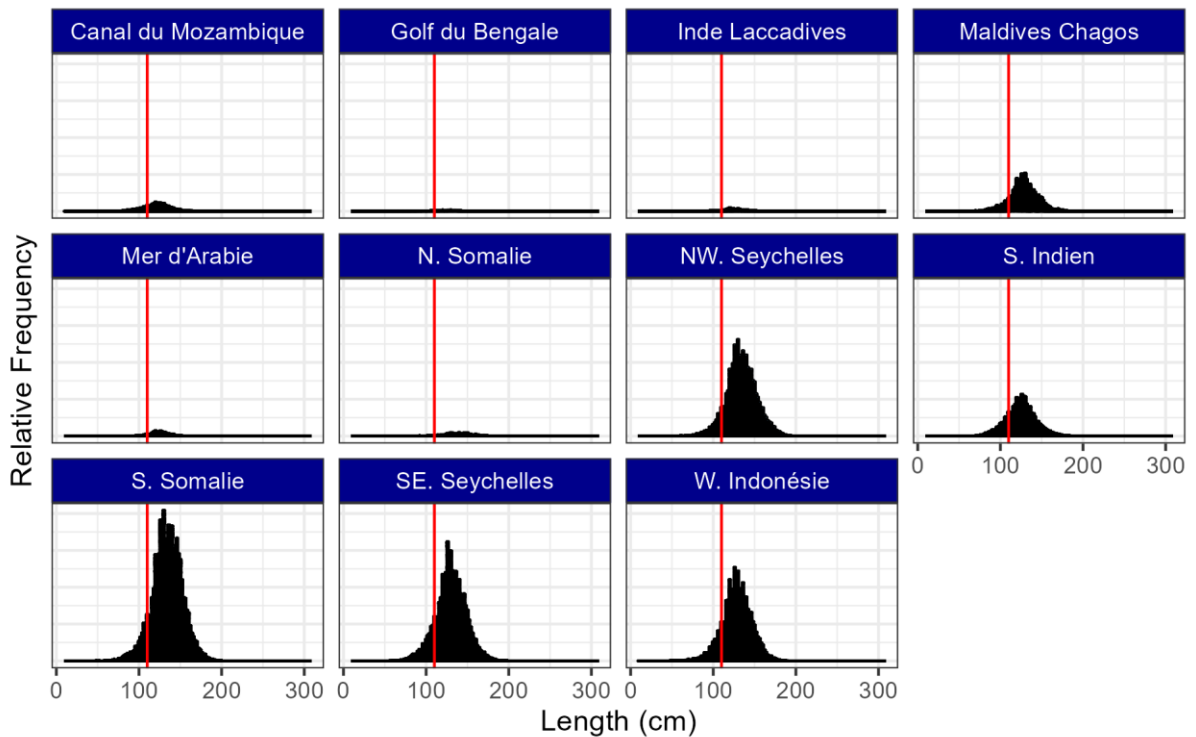 Canal du Mozambique
Golf du Bengale
Inde Laccadives
Maldives Chagos
Mer d'Arabie
N. Somalie
NW. Seychelles
S. Indien
0 100 200 300
S. Somalie
SE. Seychelles
W. Indonésie
0 100 200 300
0 100 200 300
0 100 200 300
Length (cm)
Relative Frequency